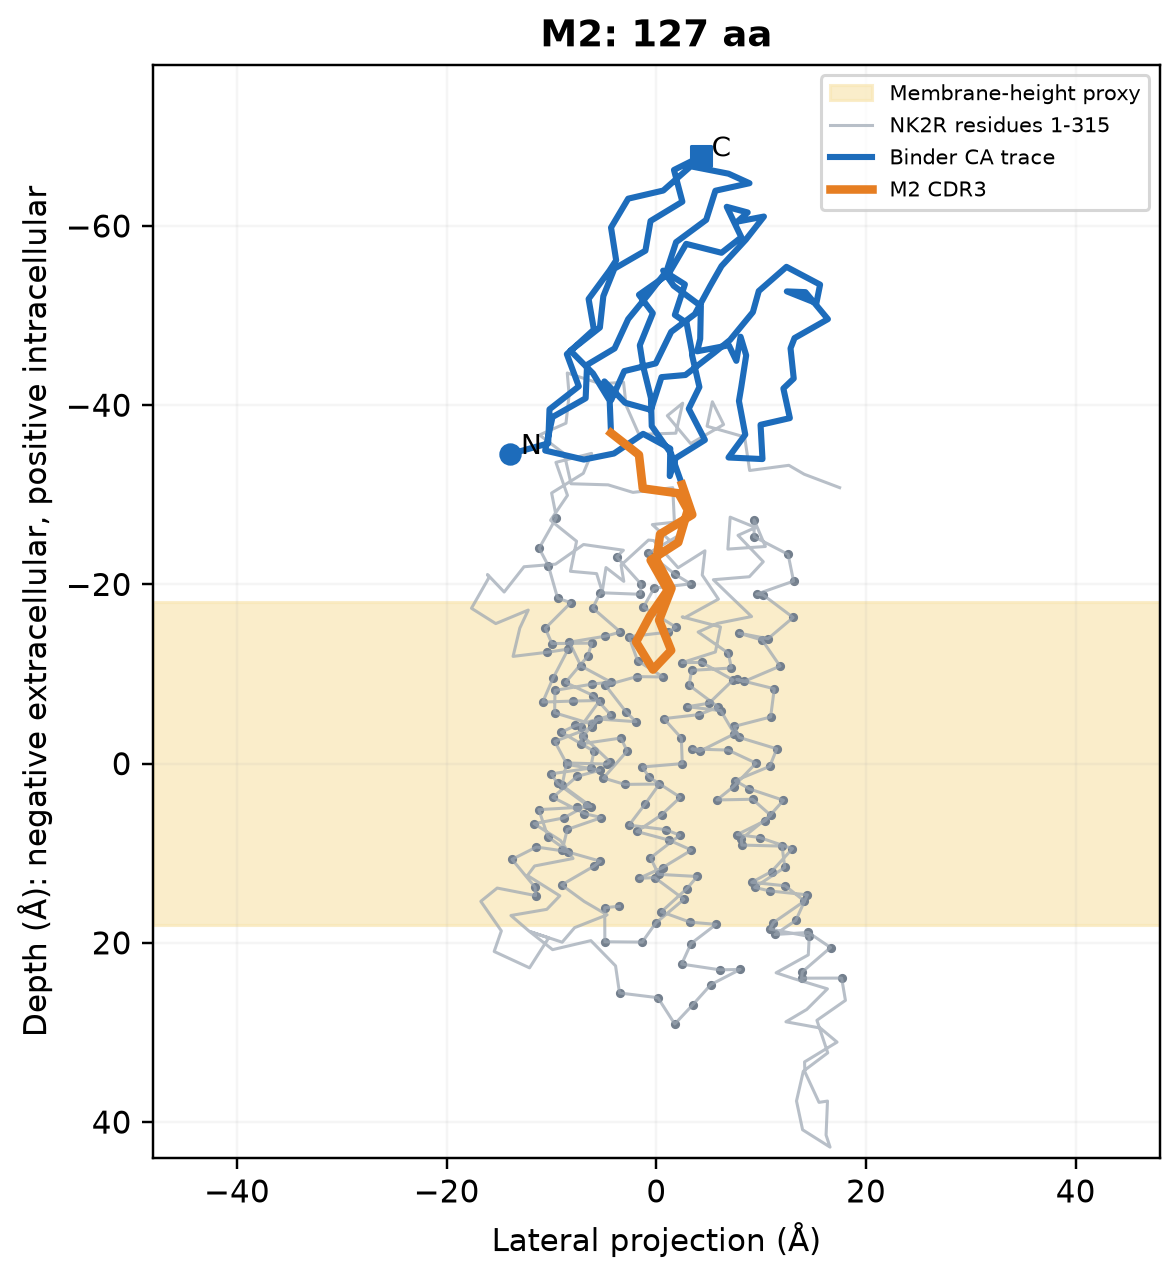 M2: 127 aa
Membrane-height proxy
NK2R residues 1-315
Binder CA trace
M2 CDR3
C
N
Depth (Å): negative extracellular, positive intracellular
−60
−40
−20
0
20
40
−40
−20
0
20
40
Lateral projection (Å)